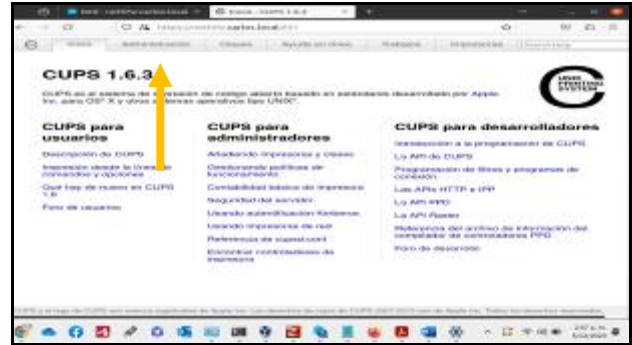 Inicio Administración Clases Ayuda en línea Trabajos Impresoras
CUPS 1.6.3
CUPS es el sistema de impresión de código abierto basado en estándares desarrollado por Apple
Inc. para OS® X y otros sistemas operativos tipo UNIX®.
UNIX
PRINTING
SYSTEM
CUPS para
usuarios
Descripción de CUPS
Impresión desde la línea de
comandos y opciones
Qué hay de nuevo en CUPS
1.6
Foro de usuarios
CUPS para
administradores
Añadiendo impresoras y clases
Gestionando políticas de
funcionamiento
Contabilidad básica de impresora
Seguridad del servidor
Usando autentificación Kerberos
Usando impresoras de red
Referencia de cupsd.conf
Encontrar controladores de
impresora
CUPS para desarrolladores
Introducción a la programación de CUPS
La API de CUPS
Programación de filtros y programas de
conexión
Las APIs HTTP e IPP
La API PPD
La API Raster
Referencia del archivo de información del
compilador de controladores PPD
Foro de desarrollo